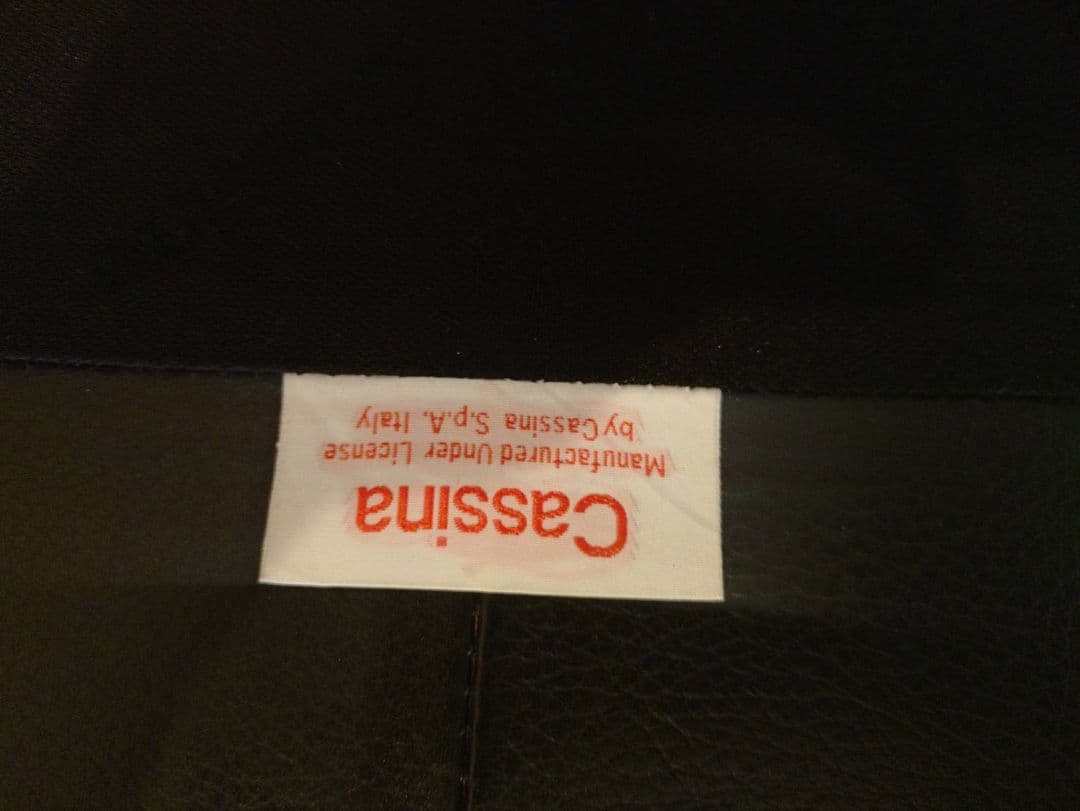 Cassina
Manufactured Under License
by Cassina S.p.A. Italy